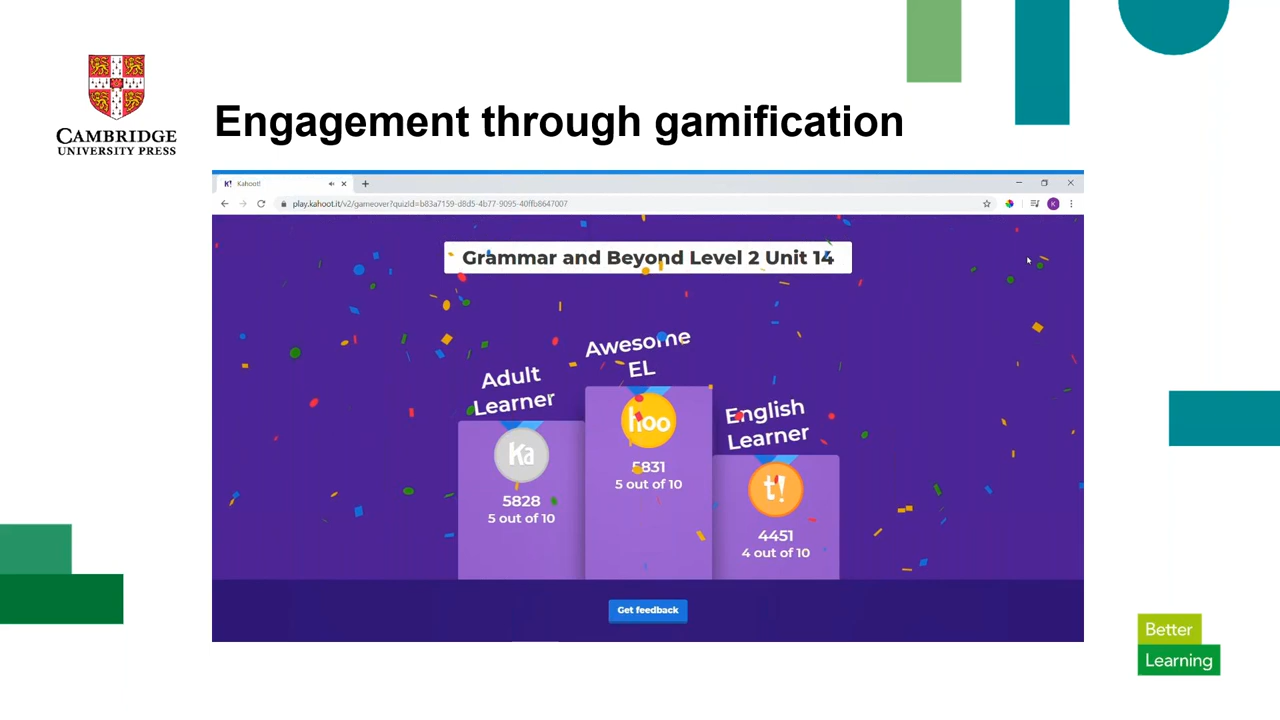 CAMBRIDGE
UNIVERSITY PRESS
Engagement through gamification
K! Kahoot!
play.kahoot.it/v2/gameover?quizId=b83a7159-d8d5-4b77-9095-40ffb8647007
K
Grammar and Beyond Level 2 Unit 14
Awesome
EL
Adult
Learner
English
Learner
hoo
5831
5 out of 10
Ka
5828
5 out of 10
t!
4451
4 out of 10
Get feedback
Better
Learning